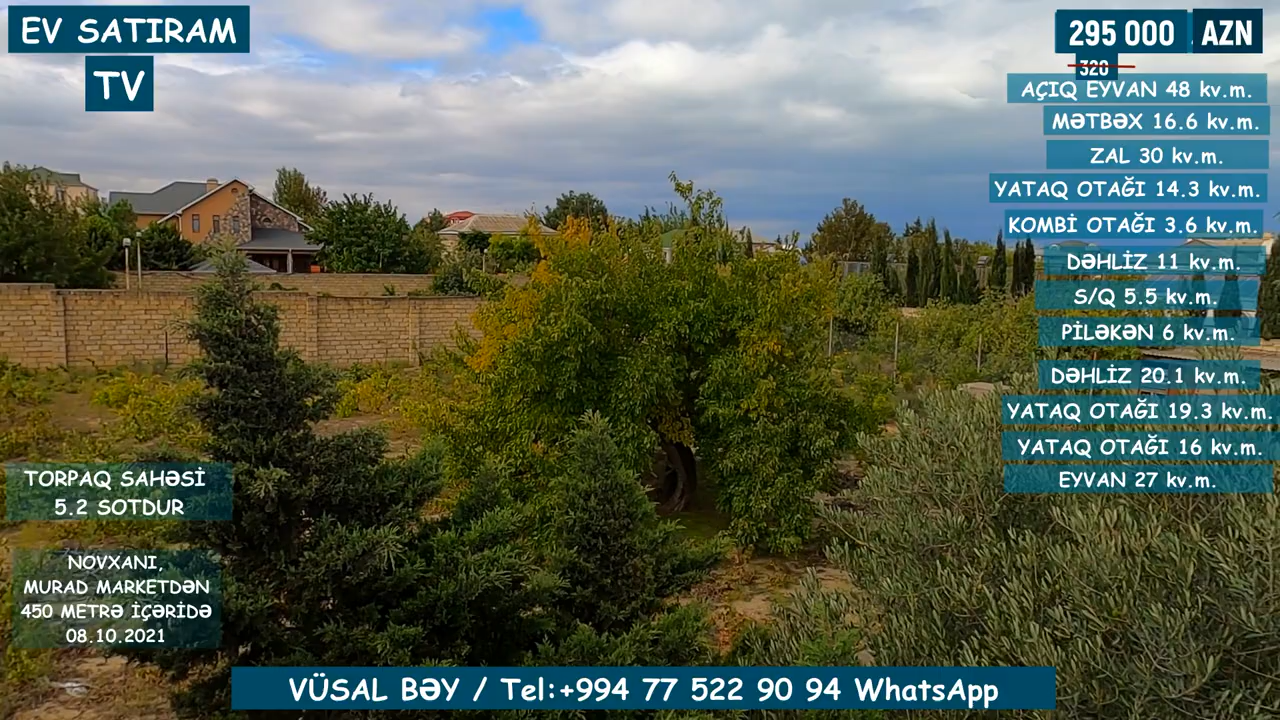 EV SATIRAM
TV
295 000 AZN
320
AÇIQ EYVAN 48 kv.m.
MƏTBƏX 16.6 kv.m.
ZAL 30 kv.m.
YATAQ OTAĞI 14.3 kv.m.
KOMBİ OTAĞI 3.6 kv.m.
DƏHLİZ 11 kv.m.
S/Q 5.5 kv.m.
PİLƏKƏN 6 kv.m.
DƏHLİZ 20.1 kv.m.
YATAQ OTAĞI 19.3 kv.m.
YATAQ OTAĞI 16 kv.m.
EYVAN 27 kv.m.
TORPAQ SAHƏSİ
5.2 SOTDUR
NOVXANI,
MURAD MARKETDƏN
450 METRƏ İÇƏRİDƏ
08.10.2021
VÜSAL BƏY / Tel:+994 77 522 90 94 WhatsApp